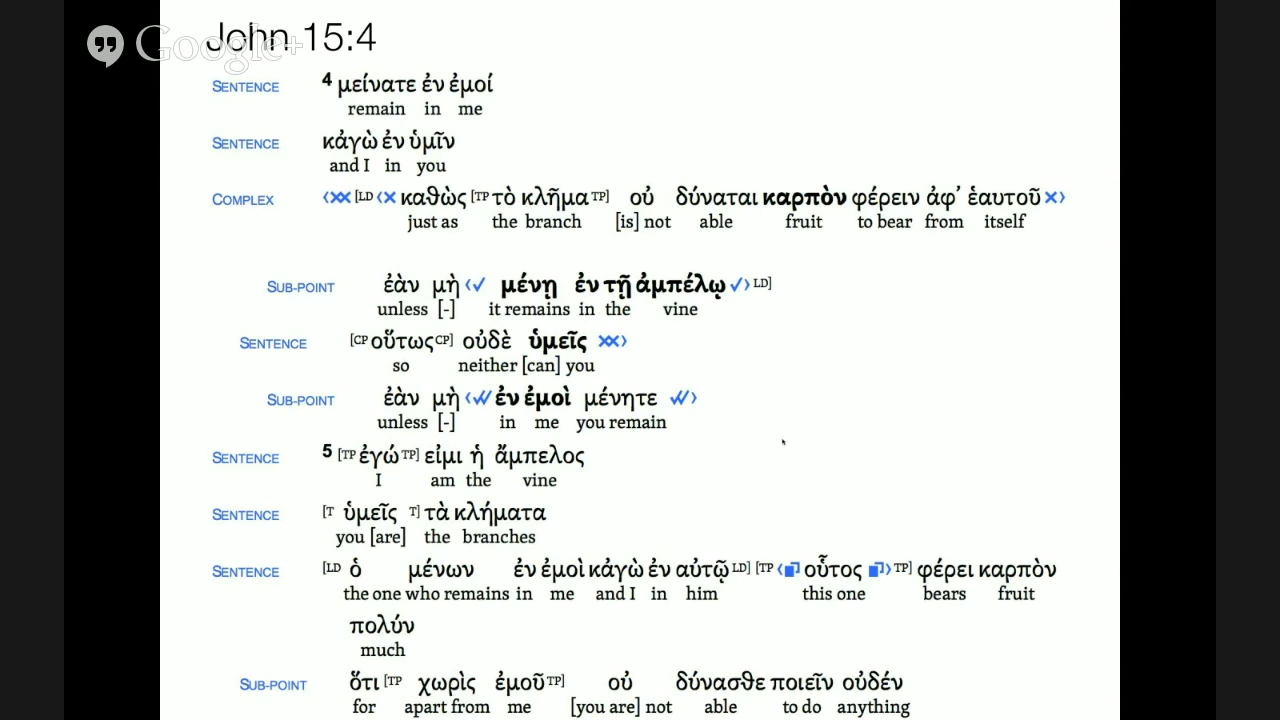 John 15:4
Google+
SENTENCE 4 μείνατε ἐν ἐμοί
remain in me
SENTENCE κἀγὼ ἐν ὑμῖν
and I in you
COMPLEX [LD καθὼς [TP τὸ κλῆμα TP] οὐ δύναται καρπὸν φέρειν ἀφ’ ἑαυτοῦ
just as the branch [is] not able fruit to bear from itself
SUB-POINT ἐὰν μὴ ‹✓ μένῃ ἐν τῇ ἀμπέλῳ ✓› LD]
unless [-] it remains in the vine
SENTENCE [CP οὕτως CP] οὐδὲ ὑμεῖς
so neither [can] you
SUB-POINT ἐὰν μὴ ‹✓✓ ἐν ἐμοὶ μένητε ✓✓›
unless [-] in me you remain
SENTENCE 5 [TP ἐγώ TP] εἰμι ἡ ἄμπελος
I am the vine
SENTENCE [T ὑμεῖς T] τὰ κλήματα
you [are] the branches
SENTENCE [LD ὁ μένων ἐν ἐμοὶ κἀγὼ ἐν αὐτῷ LD] [TP οὗτος TP] φέρει καρπὸν
the one who remains in me and I in him this one bears fruit
πολύν
much
SUB-POINT ὅτι [TP χωρὶς ἐμοῦ TP] οὐ δύνασθε ποιεῖν οὐδέν
for apart from me [you are] not able to do anything